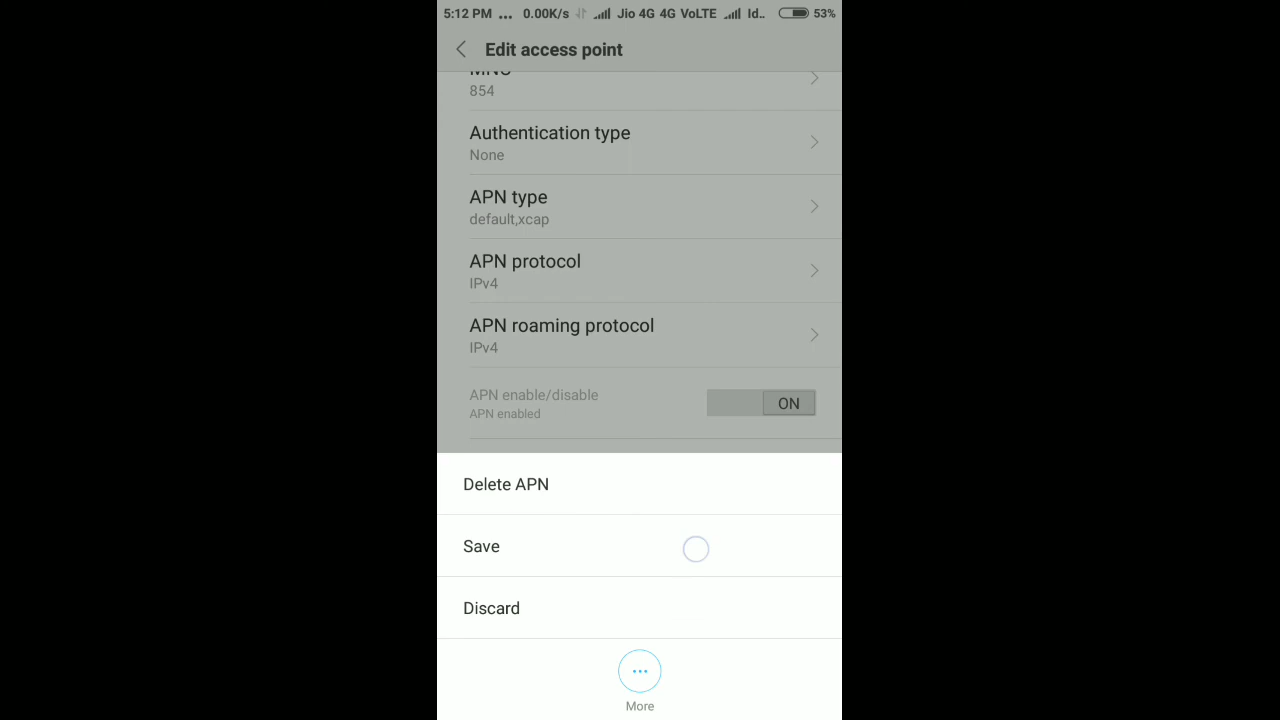 5:12 PM ... 0.00K/s Jio 4G 4G VoLTE Id.. 53%
Edit access point
MNC
854
Authentication type
None
APN type
default,xcap
APN protocol
IPv4
APN roaming protocol
IPv4
APN enable/disable
APN enabled
ON
Delete APN
Save
Discard
More